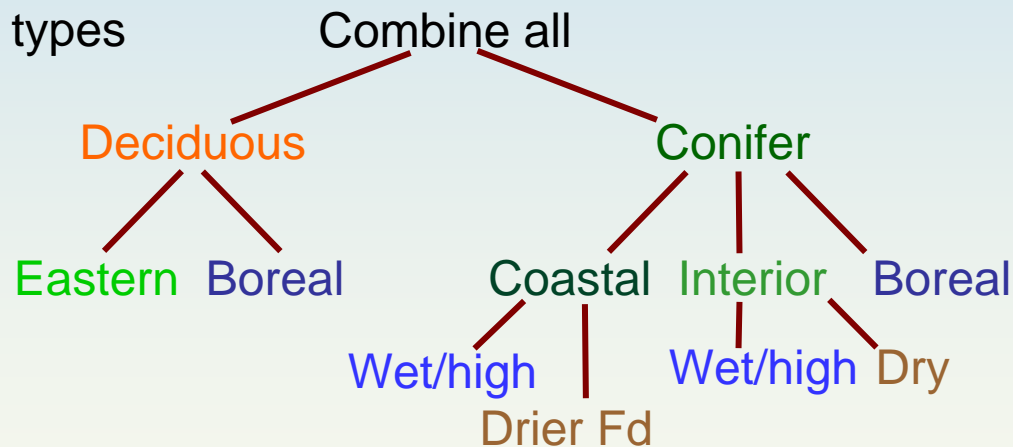 types Combine all
Deciduous Conifer
Eastern Boreal Coastal Interior Boreal
Wet/high Wet/high Dry
Drier Fd